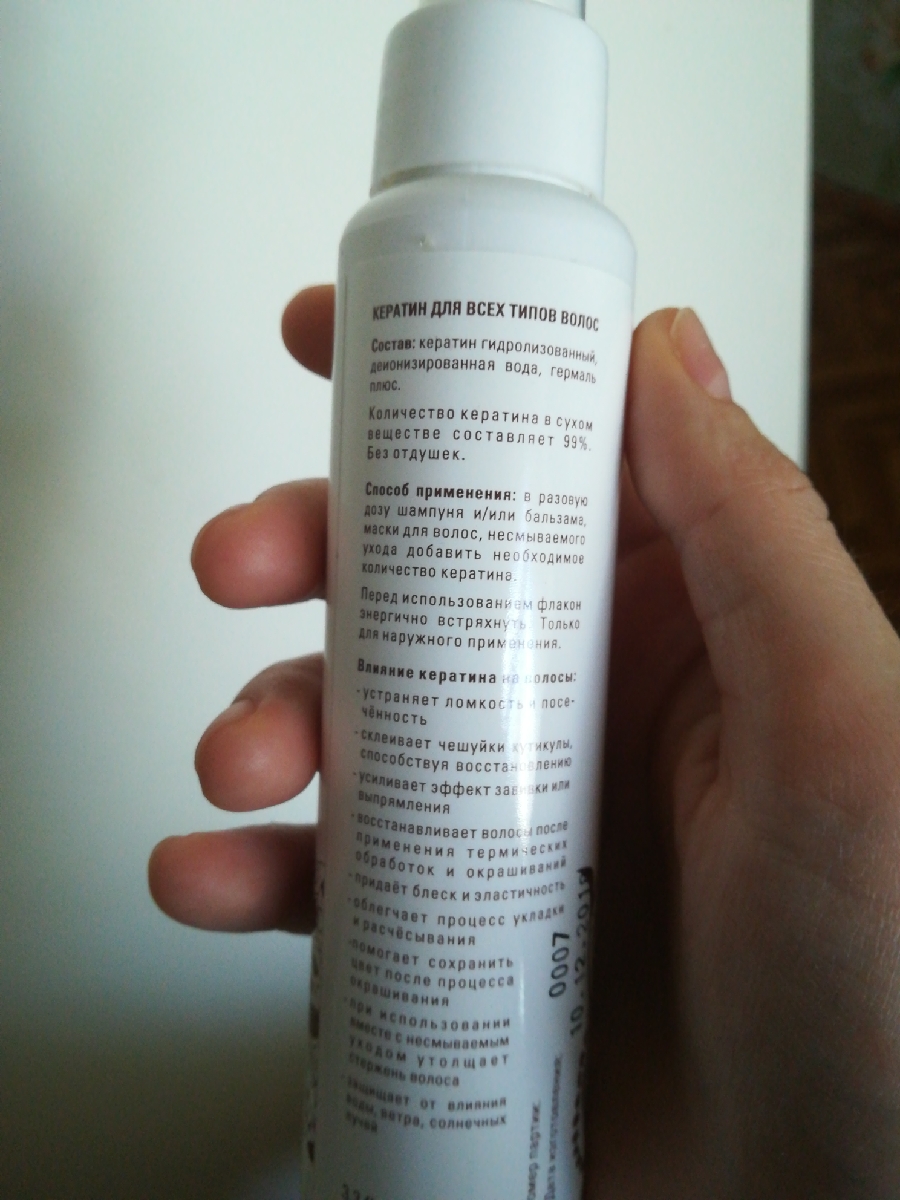 КЕРАТИН ДЛЯ ВСЕХ ТИПОВ ВОЛОС
Состав: кератин гидролизованный,
деионизированная вода, гермаль
плюс.
Количество кератина в сухом
веществе составляет 99%.
Без отдушек.
Способ применения: в разовую
дозу шампуня и/или бальзама,
маски для волос, несмываемого
ухода добавить необходимое
количество кератина.
Перед использованием флакон
энергично встряхнуть. Только
для наружного применения.
Влияние кератина на волосы:
-устраняет ломкость и посе-
чённость
-склеивает чешуйки кутикулы,
способствуя восстановлению
-усиливает эффект завивки или
выпрямления
-восстанавливает волосы после
применения термических
обработок и окрашиваний
-придаёт блеск и эластичность
-облегчает процесс укладки
и расчёсывания
-помогает сохранить
цвет после процесса
окрашивания
-при использовании
вместе с несмываемым
уходом утолщает
стержень волоса
-защищает от влияния
воды, ветра, солнечных
лучей
0007
10.12.201
партии:
Дата изготовления: